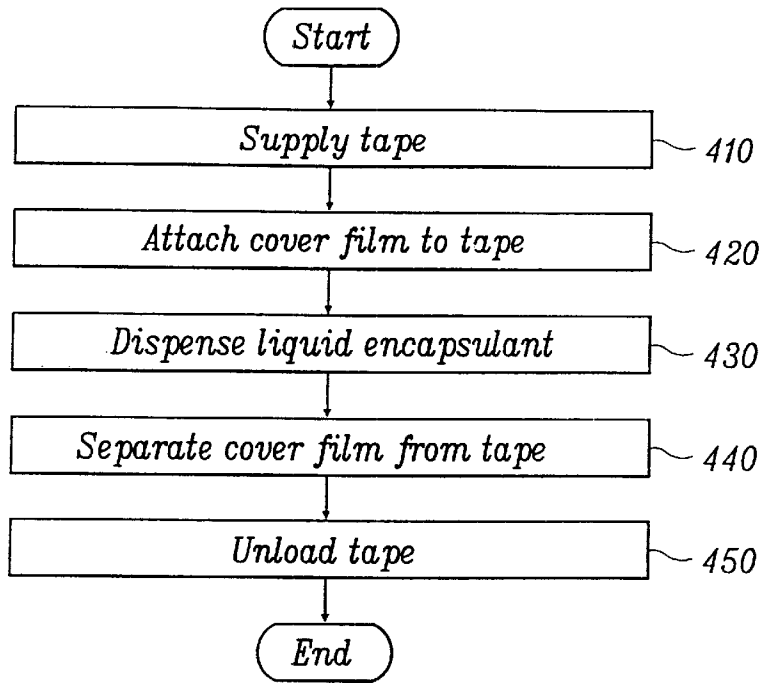 Start
Supply tape 410
Attach cover film to tape 420
Dispense liquid encapsulant 430
Separate cover film from tape 440
Unload tape 450
End